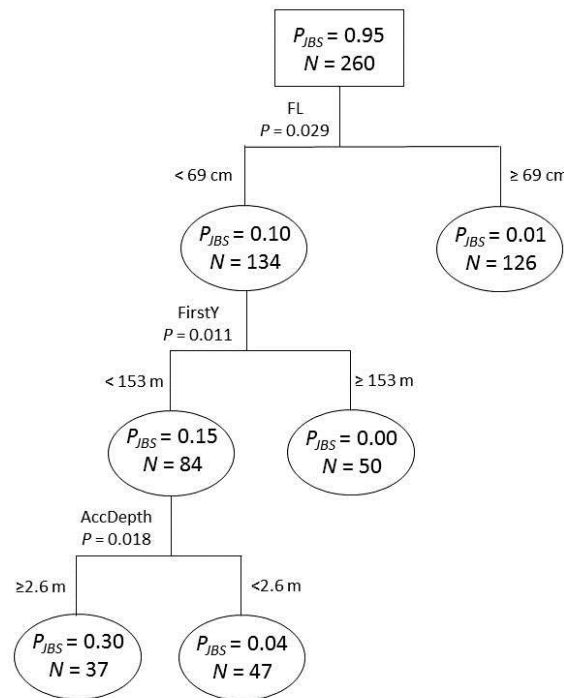 P_JBS = 0.95
N = 260
FL
P = 0.029
< 69 cm
≥ 69 cm
P_JBS = 0.10
N = 134
P_JBS = 0.01
N = 126
FirstY
P = 0.011
< 153 m
≥ 153 m
P_JBS = 0.15
N = 84
P_JBS = 0.00
N = 50
AccDepth
P = 0.018
≥2.6 m
<2.6 m
P_JBS = 0.30
N = 37
P_JBS = 0.04
N = 47